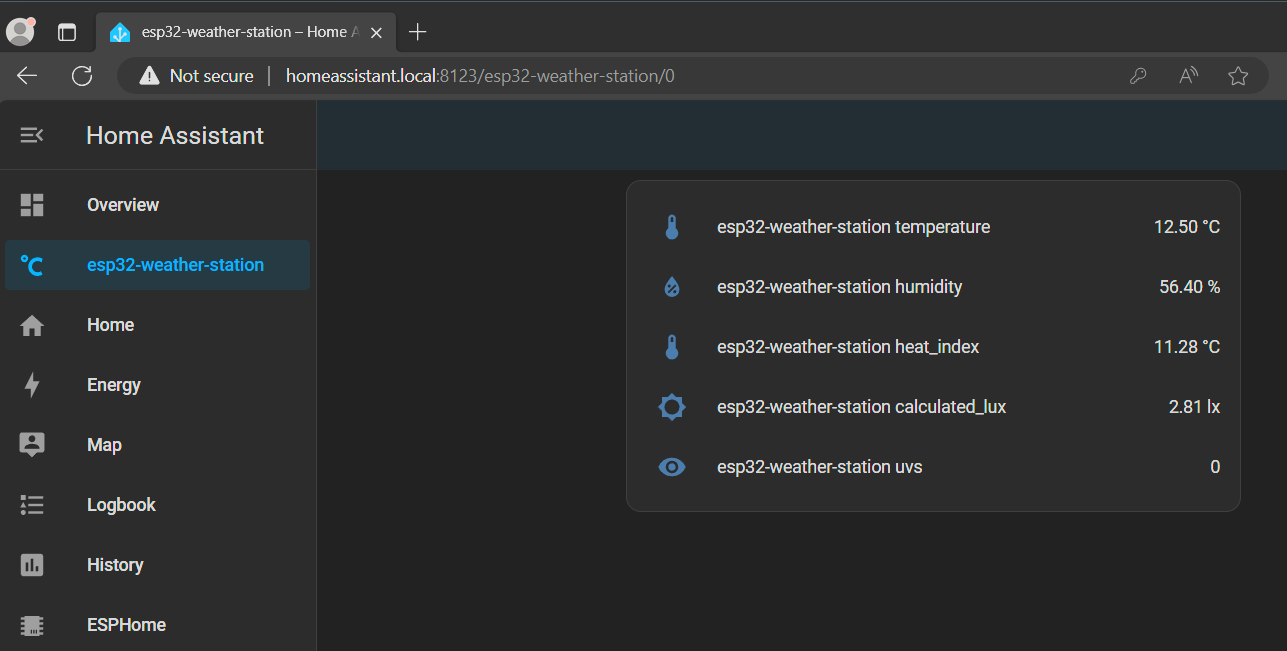 esp32-weather-station – Home A
Not secure homeassistant.local:8123/esp32-weather-station/0
Home Assistant
Overview
esp32-weather-station
Home
Energy
Map
Logbook
History
ESPHome
esp32-weather-station temperature 12.50 °C
esp32-weather-station humidity 56.40 %
esp32-weather-station heat_index 11.28 °C
esp32-weather-station calculated_lux 2.81 lx
esp32-weather-station uvs 0